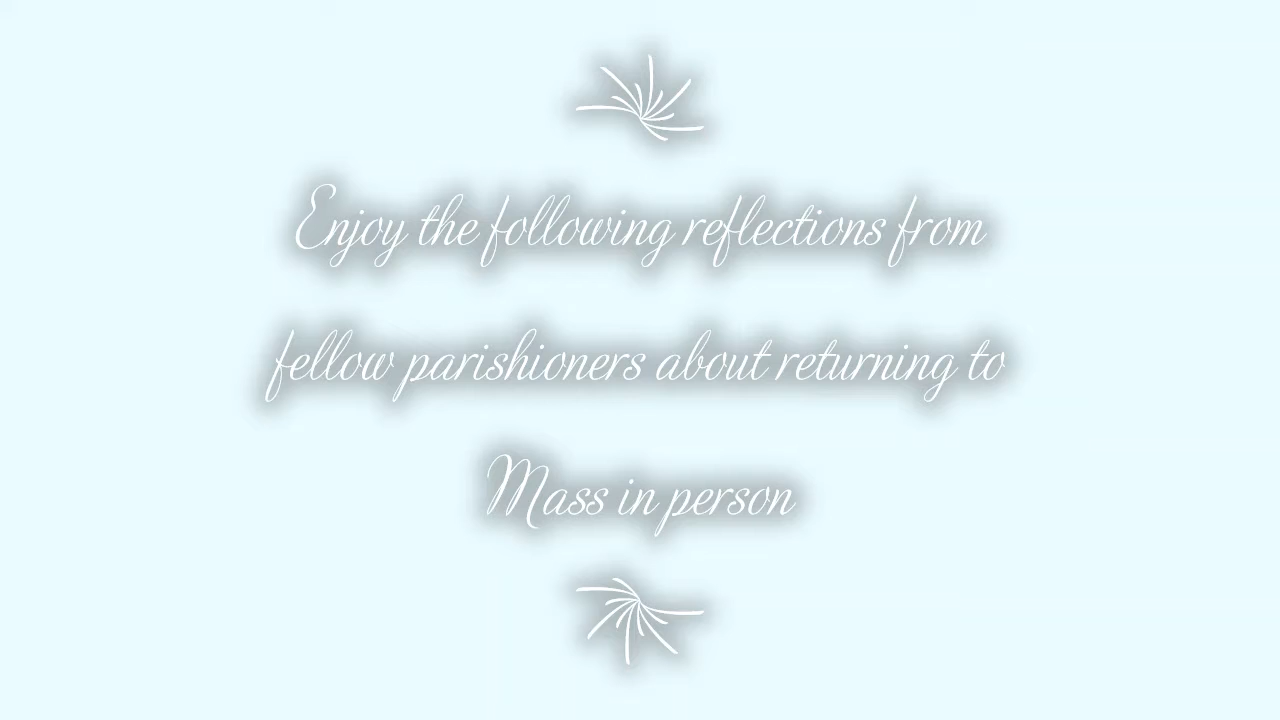 Enjoy the following reflections from
fellow parishioners about returning to
Mass in person